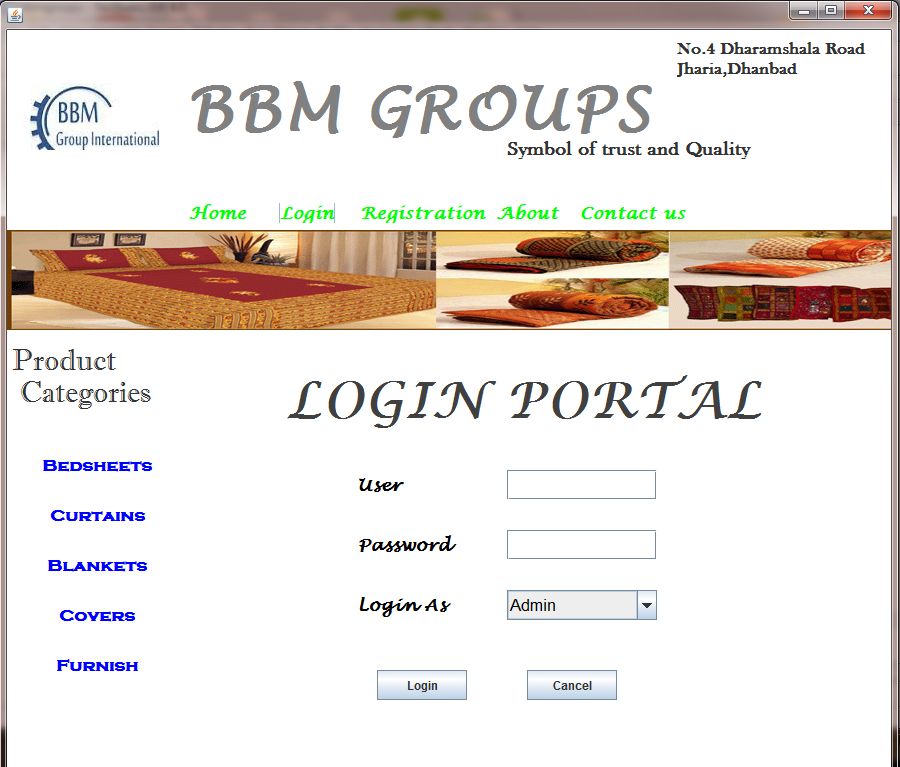 No.4 Dharamshala Road
Jharia,Dhanbad
BBM
Group International
BBM GROUPS
Symbol of trust and Quality
Home Login Registration About Contact us
Product
Categories
LOGIN PORTAL
BEDSHEETS
CURTAINS
BLANKETS
COVERS
FURNISH
User
Password
Login As Admin
Login Cancel